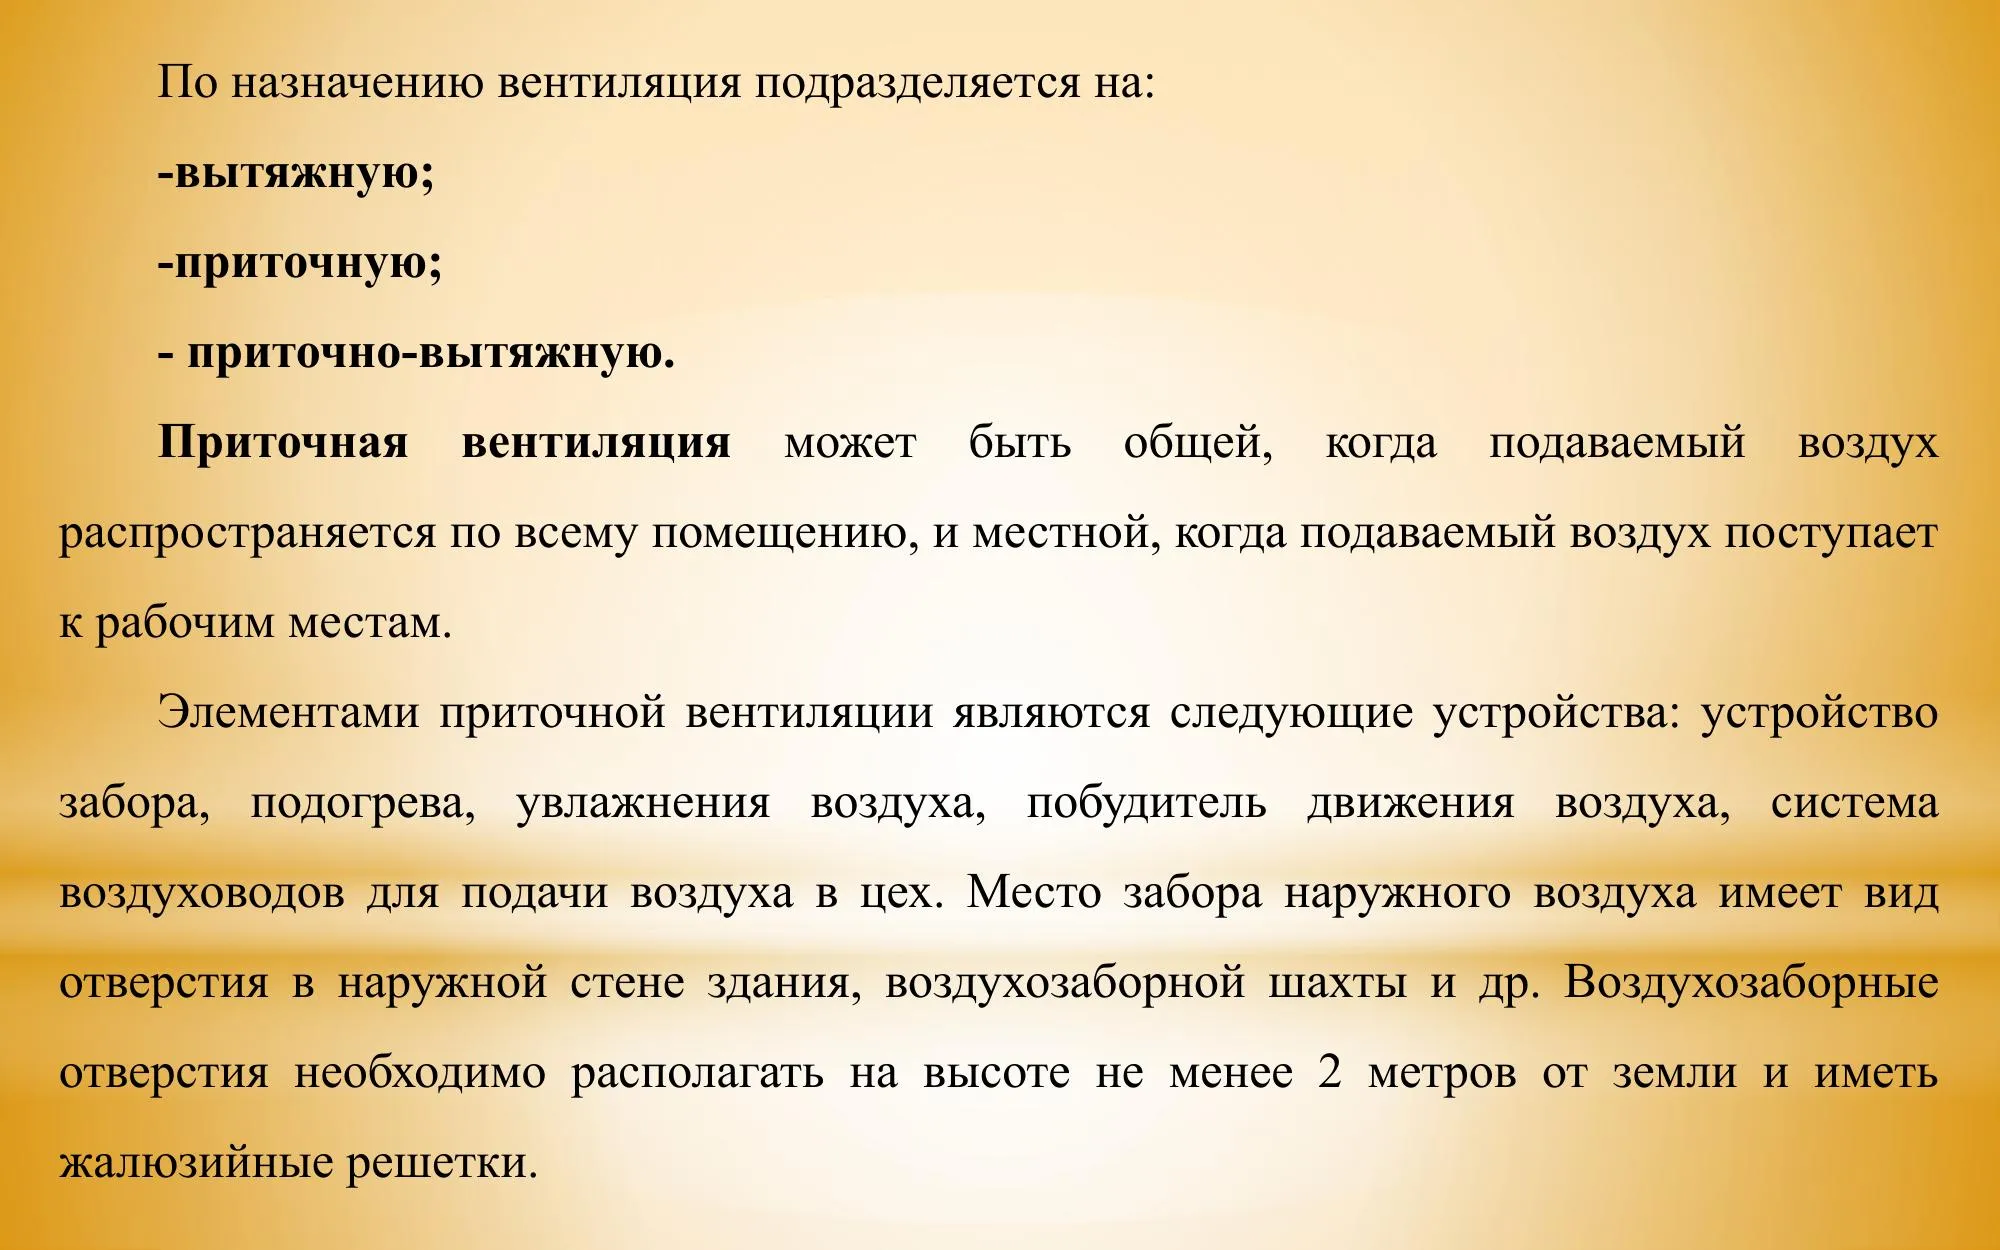 По назначению вентиляция подразделяется на:
-вытяжную;
-приточную;
- приточно-вытяжную.
Приточная вентиляция может быть общей, когда подаваемый воздух
распространяется по всему помещению, и местной, когда подаваемый воздух поступает
к рабочим местам.
Элементами приточной вентиляции являются следующие устройства: устройство
забора, подогрева, увлажнения воздуха, побудитель движения воздуха, система
воздуховодов для подачи воздуха в цех. Место забора наружного воздуха имеет вид
отверстия в наружной стене здания, воздухозаборной шахты и др. Воздухозаборные
отверстия необходимо располагать на высоте не менее 2 метров от земли и иметь
жалюзийные решетки.